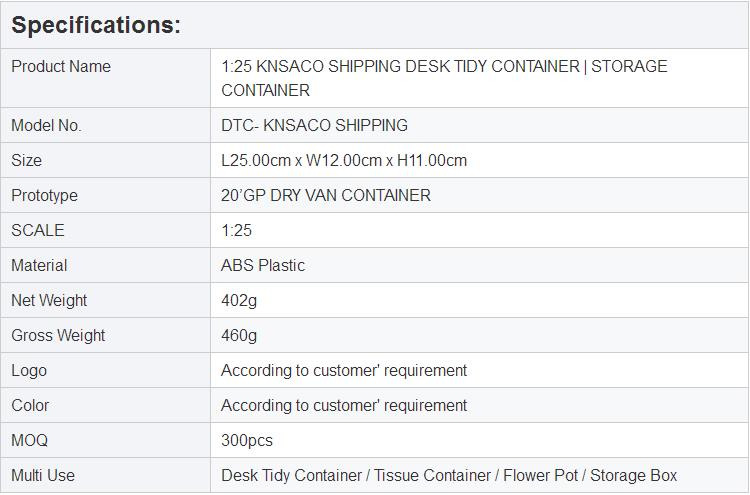 Specifications:
Product Name 1:25 KNSACO SHIPPING DESK TIDY CONTAINER | STORAGE
CONTAINER
Model No. DTC- KNSACO SHIPPING
Size L25.00cm x W12.00cm x H11.00cm
Prototype 20’GP DRY VAN CONTAINER
SCALE 1:25
Material ABS Plastic
Net Weight 402g
Gross Weight 460g
Logo According to customer' requirement
Color According to customer' requirement
MOQ 300pcs
Multi Use Desk Tidy Container / Tissue Container / Flower Pot / Storage Box